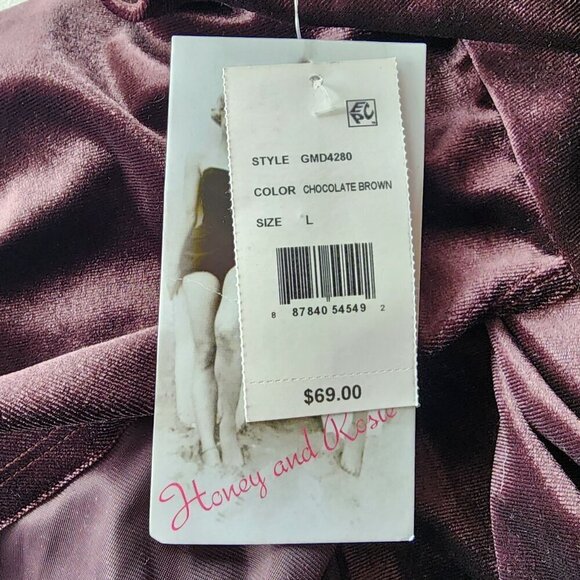 EPC
STYLE GMD4280
COLOR CHOCOLATE BROWN
SIZE L
8 87840 54549 2
$69.00
Honey and Rosie